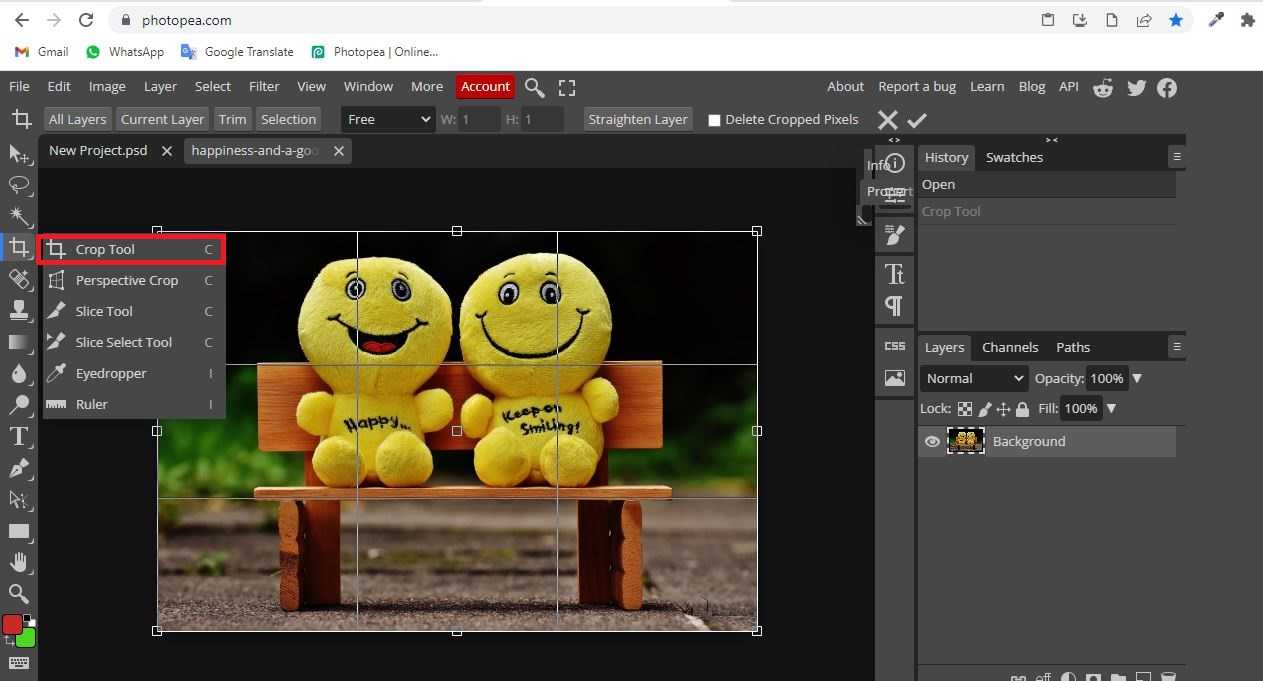 photopea.com
Gmail WhatsApp Google Translate Photopea | Online...
File Edit Image Layer Select Filter View Window More Account About Report a bug Learn Blog API
All Layers Current Layer Trim Selection Free W: 1 H: 1 Straighten Layer Delete Cropped Pixels
New Project.psd happiness-and-a-goo
Info
Propert
History Swatches
Open
Crop Tool
Crop Tool C
Perspective Crop C
Slice Tool C
Slice Select Tool C
Eyedropper I
Ruler I
Happy...
Keep on
Smiling!
CSS
Layers Channels Paths
Normal Opacity: 100%
Lock: Fill: 100%
Background
eff